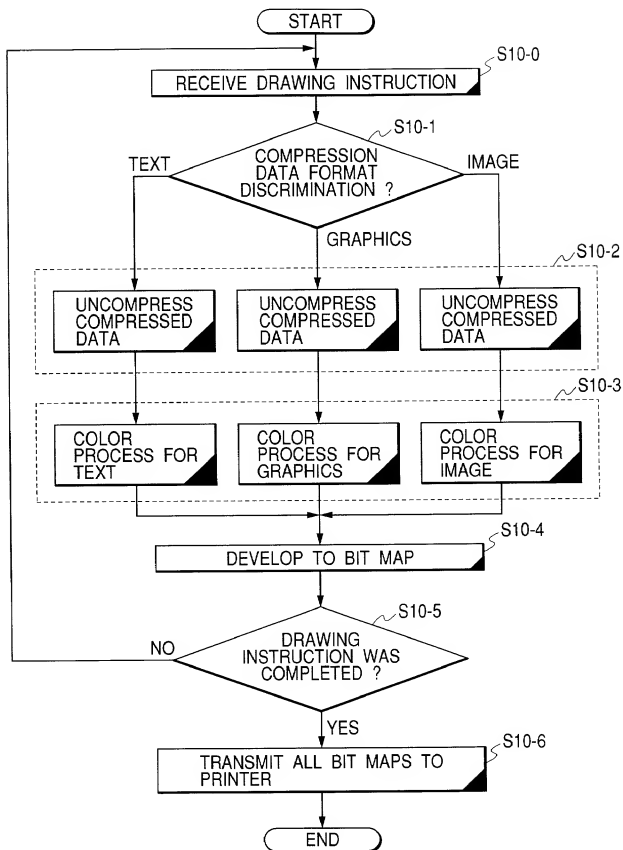 START
S10-0
RECEIVE DRAWING INSTRUCTION
S10-1
COMPRESSION
DATA FORMAT
DISCRIMINATION ?
TEXT
IMAGE
GRAPHICS
S10-2
UNCOMPRESS
COMPRESSED
DATA
UNCOMPRESS
COMPRESSED
DATA
UNCOMPRESS
COMPRESSED
DATA
S10-3
COLOR
PROCESS FOR
TEXT
COLOR
PROCESS FOR
GRAPHICS
COLOR
PROCESS FOR
IMAGE
S10-4
DEVELOP TO BIT MAP
S10-5
DRAWING
INSTRUCTION WAS
COMPLETED ?
NO
YES
S10-6
TRANSMIT ALL BIT MAPS TO
PRINTER
END